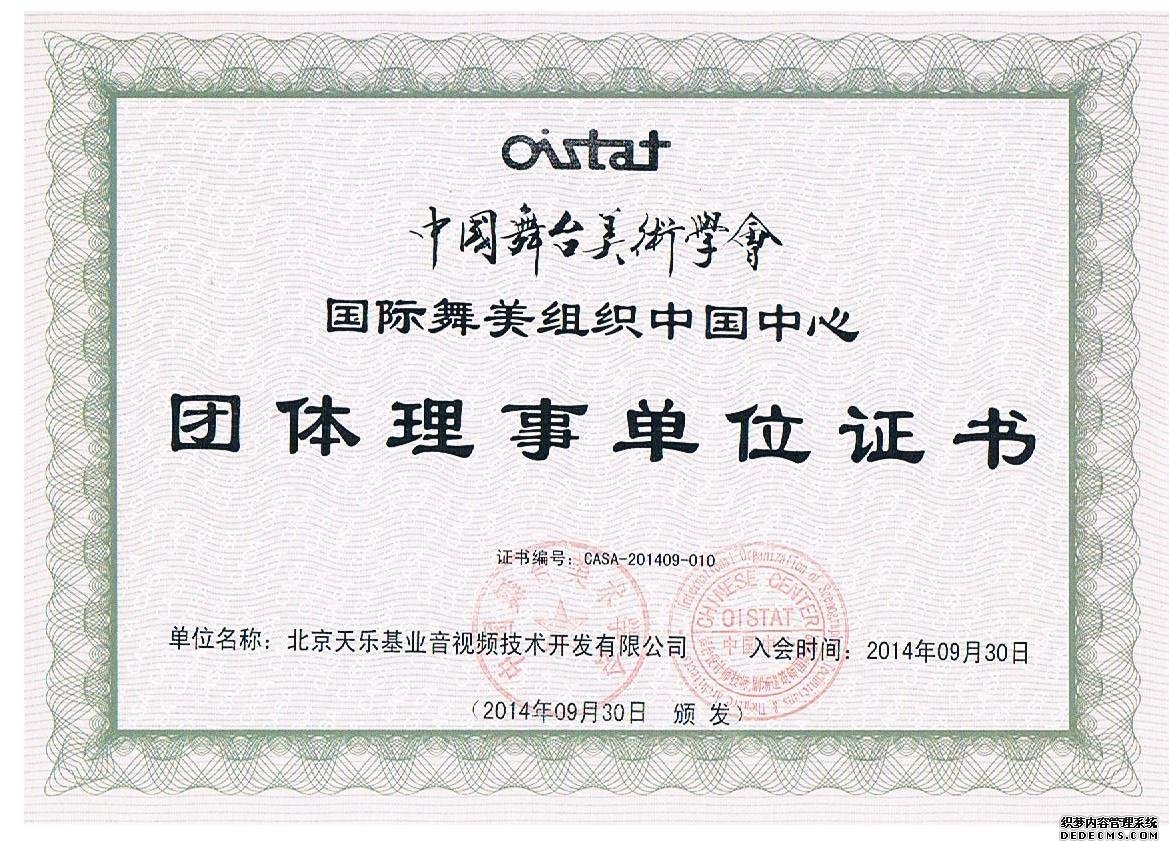 oistat
中國舞台美術學會
国际舞美组织中国中心
团体理事单位证书
证书编号：CASA-201409-010
单位名称：北京天乐基业音视频技术开发有限公司 入会时间：2014年09月30日
（2014年09月30日 颁 发）
CHINESE CENTER
OISTAT
织梦内容管理系统
DEDECMS.COM